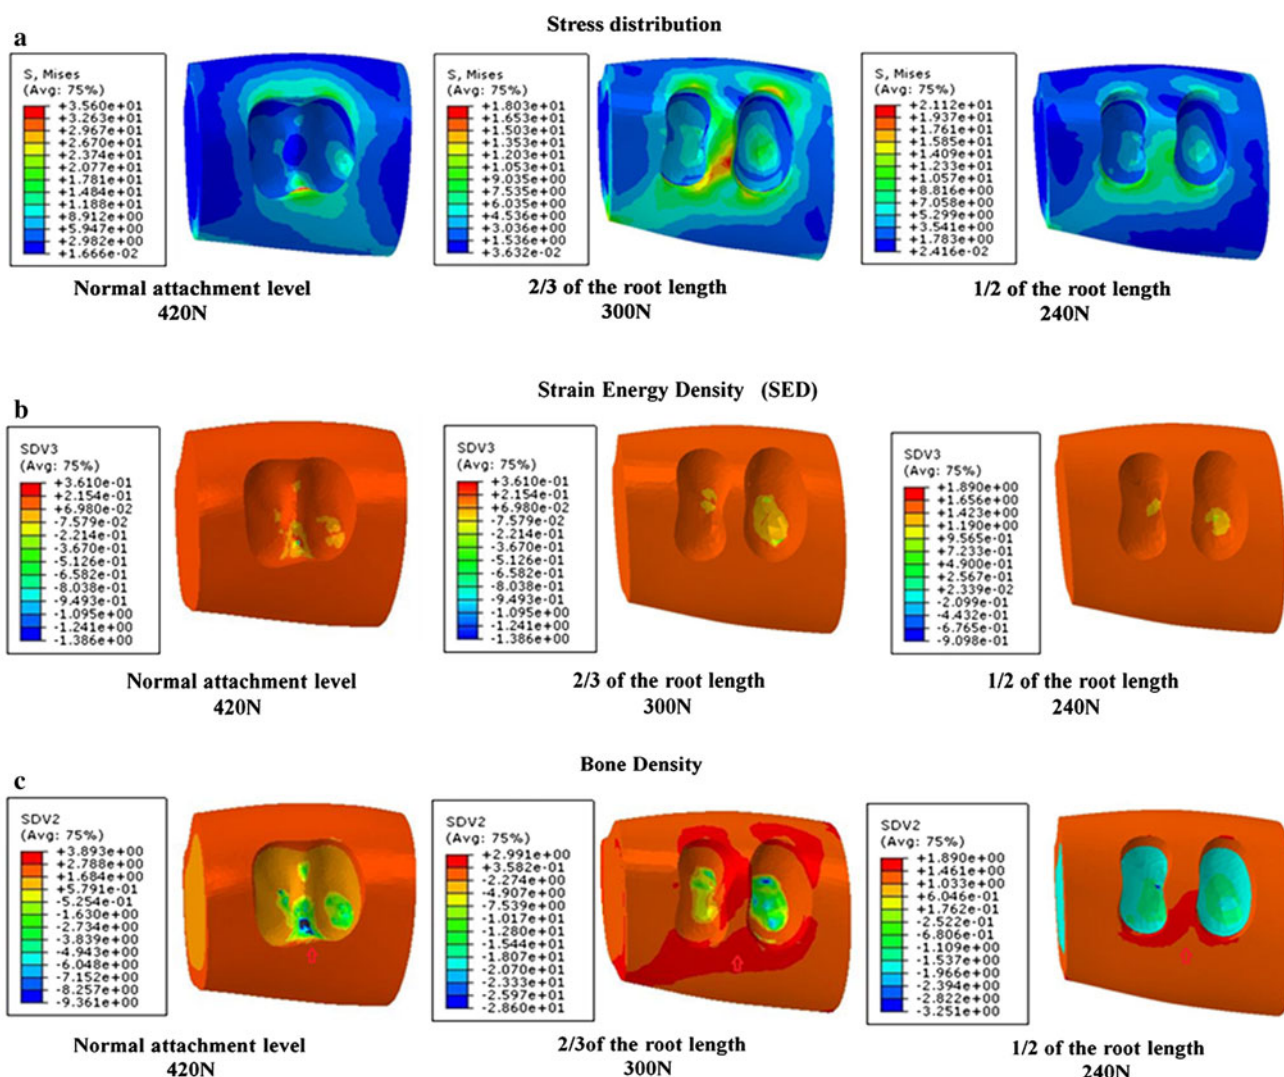 Stress distribution
a
S, Mises
(Avg: 75%)
+3.560e+01
+3.263e+01
+2.967e+01
+2.670e+01
+2.374e+01
+2.077e+01
+1.781e+01
+1.484e+01
+1.188e+01
+8.912e+00
+5.947e+00
+2.982e+00
+1.666e-02
Normal attachment level
420N
S, Mises
(Avg: 75%)
+1.803e+01
+1.653e+01
+1.503e+01
+1.353e+01
+1.203e+01
+1.053e+01
+9.035e+00
+7.535e+00
+6.035e+00
+4.536e+00
+3.036e+00
+1.536e+00
+3.632e-02
2/3 of the root length
300N
S, Mises
(Avg: 75%)
+2.112e+01
+1.937e+01
+1.761e+01
+1.585e+01
+1.409e+01
+1.233e+01
+1.057e+01
+8.816e+00
+7.058e+00
+5.299e+00
+3.541e+00
+1.783e+00
+2.416e-02
1/2 of the root length
240N
Strain Energy Density (SED)
b
SDV3
(Avg: 75%)
+3.610e-01
+2.154e-01
+6.980e-02
-7.579e-02
-2.214e-01
-3.670e-01
-5.126e-01
-6.582e-01
-8.038e-01
-9.493e-01
-1.095e+00
-1.241e+00
-1.386e+00
Normal attachment level
420N
SDV3
(Avg: 75%)
+3.610e-01
+2.154e-01
+6.980e-02
-7.579e-02
-2.214e-01
-3.670e-01
-5.126e-01
-6.582e-01
-8.038e-01
-9.493e-01
-1.095e+00
-1.241e+00
-1.386e+00
2/3 of the root length
300N
SDV3
(Avg: 75%)
+1.890e+00
+1.656e+00
+1.423e+00
+1.190e+00
+9.565e-01
+7.233e-01
+4.900e-01
+2.567e-01
+2.339e-02
-2.099e-01
-4.432e-01
-6.765e-01
-9.098e-01
1/2 of the root length
240N
Bone Density
c
SDV2
(Avg: 75%)
+3.893e+00
+2.788e+00
+1.684e+00
+5.791e-01
-5.254e-01
-1.630e+00
-2.734e+00
-3.839e+00
-4.943e+00
-6.048e+00
-7.152e+00
-8.257e+00
-9.361e+00
Normal attachment level
420N
SDV2
(Avg: 75%)
+2.991e+00
+3.582e-01
-2.274e+00
-4.907e+00
-7.539e+00
-1.017e+01
-1.280e+01
-1.544e+01
-1.807e+01
-2.070e+01
-2.333e+01
-2.597e+01
-2.860e+01
2/3of the root length
300N
SDV2
(Avg: 75%)
+1.890e+00
+1.461e+00
+1.033e+00
+6.046e-01
+1.762e-01
-2.522e-01
-6.806e-01
-1.109e+00
-1.537e+00
-1.966e+00
-2.394e+00
-2.822e+00
-3.251e+00
1/2 of the root length
240N